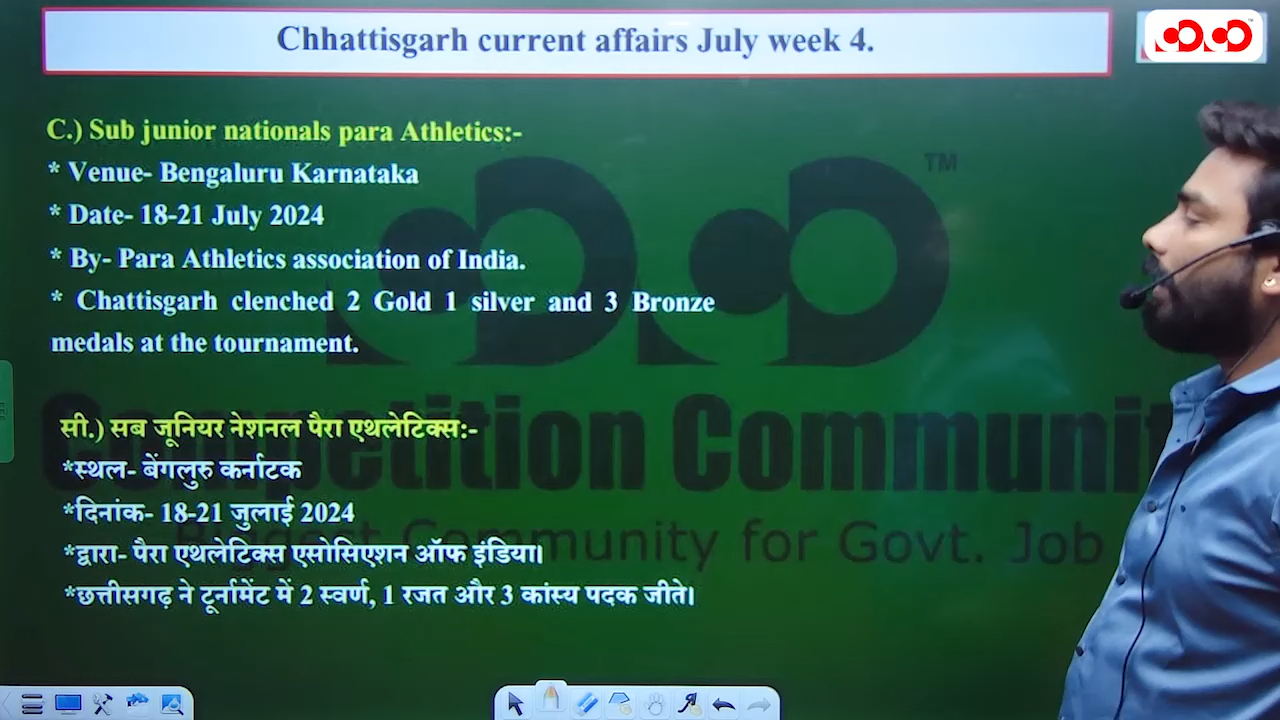 Chhattisgarh current affairs July week 4.
C.) Sub junior nationals para Athletics:-
* Venue- Bengaluru Karnataka
* Date- 18-21 July 2024
* By- Para Athletics association of India.
* Chattisgarh clenched 2 Gold 1 silver and 3 Bronze
medals at the tournament.
TM
सी.) सब जूनियर नेशनल पैरा एथलेटिक्स:-
*स्थल- बेंगलुरु कर्नाटक
*दिनांक- 18-21 जुलाई 2024
*द्वारा- पैरा एथलेटिक्स एसोसिएशन ऑफ इंडिया।
*छत्तीसगढ़ ने टूर्नामेंट में 2 स्वर्ण, 1 रजत और 3 कांस्य पदक जीते।
Competition Communit
Biggest Community for Govt. Job